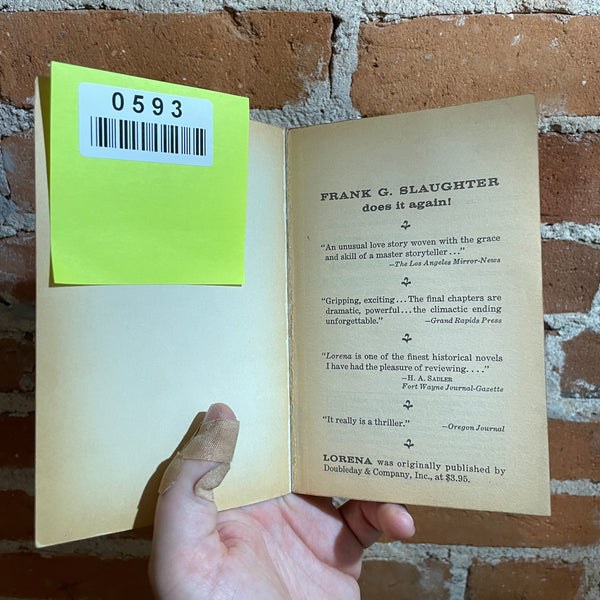 0593
FRANK G. SLAUGHTER
does it again!
“An unusual love story woven with the grace
and skill of a master storyteller...”
—The Los Angeles Mirror-News
“Gripping, exciting...The final chapters are
dramatic, powerful...the climactic ending
unforgettable.” —Grand Rapids Press
“Lorena is one of the finest historical novels
I have had the pleasure of reviewing....”
—H. A. SADLER
Fort Wayne Journal-Gazette
“It really is a thriller.” —Oregon Journal
LORENA was originally published by
Doubleday & Company, Inc., at $3.95.